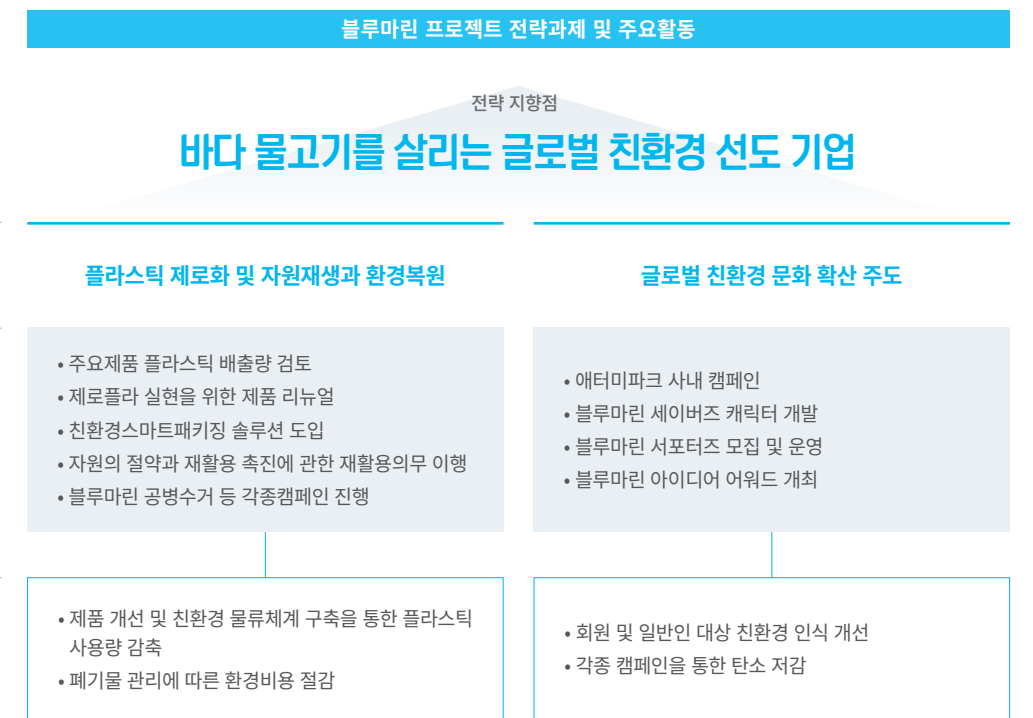 블루마린 프로젝트 전략과제 및 주요활동
전략 지향점
바다 물고기를 살리는 글로벌 친환경 선도 기업
플라스틱 제로화 및 자원재생과 환경복원
• 주요제품 플라스틱 배출량 검토
• 제로플라 실현을 위한 제품 리뉴얼
• 친환경스마트패키징 솔루션 도입
• 자원의 절약과 재활용 촉진에 관한 재활용의무 이행
• 블루마린 공병수거 등 각종캠페인 진행
• 제품 개선 및 친환경 물류체계 구축을 통한 플라스틱
사용량 감축
• 폐기물 관리에 따른 환경비용 절감
글로벌 친환경 문화 확산 주도
• 애터미파크 사내 캠페인
• 블루마린 세이버즈 캐릭터 개발
• 블루마린 서포터즈 모집 및 운영
• 블루마린 아이디어 어워드 개최
• 회원 및 일반인 대상 친환경 인식 개선
• 각종 캠페인을 통한 탄소 저감